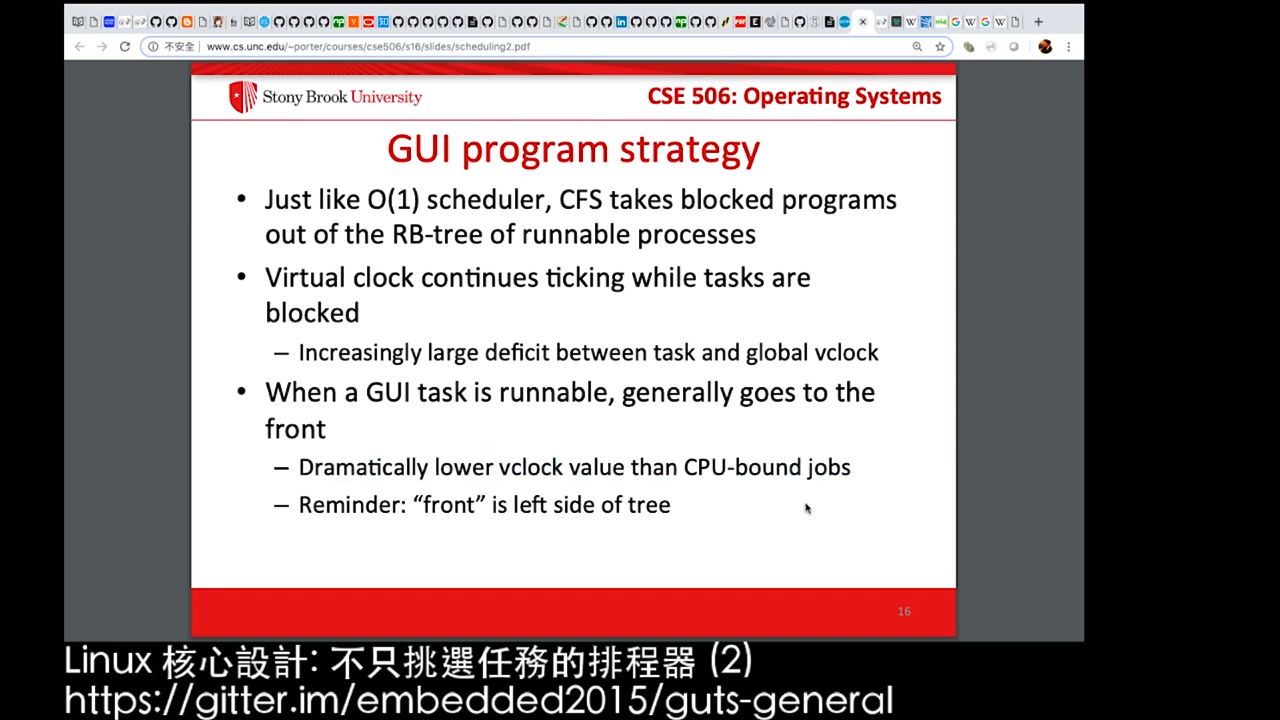 不安全 www.cs.unc.edu/~porter/courses/cse506/s16/slides/scheduling2.pdf
Stony Brook University
CSE 506: Operating Systems
GUI program strategy
• Just like O(1) scheduler, CFS takes blocked programs
out of the RB-tree of runnable processes
• Virtual clock continues ticking while tasks are
blocked
– Increasingly large deficit between task and global vclock
• When a GUI task is runnable, generally goes to the
front
– Dramatically lower vclock value than CPU-bound jobs
– Reminder: “front” is left side of tree
16
Linux 核心設計: 不只挑選任務的排程器 (2)
https://gitter.im/embedded2015/guts-general